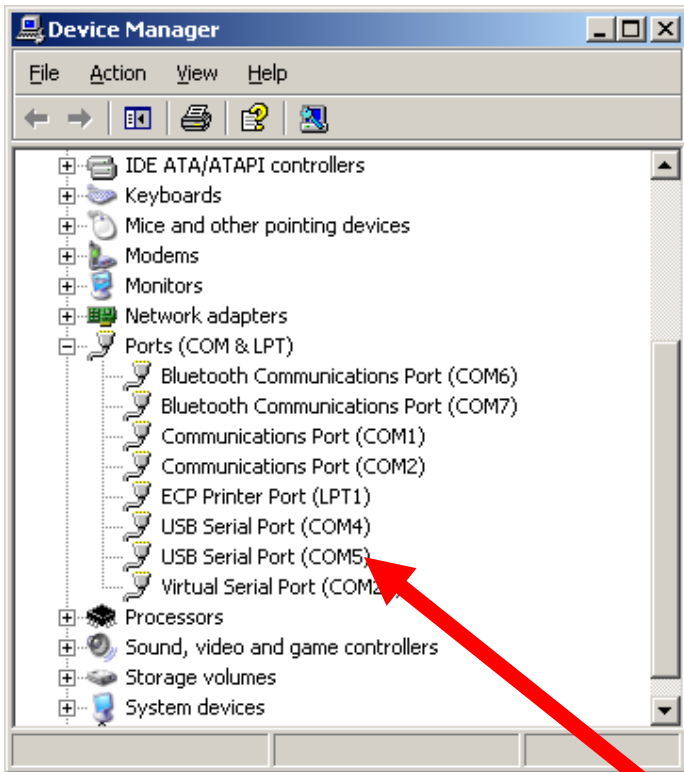 Device Manager
File Action View Help
IDE ATA/ATAPI controllers
Keyboards
Mice and other pointing devices
Modems
Monitors
Network adapters
Ports (COM & LPT)
Bluetooth Communications Port (COM6)
Bluetooth Communications Port (COM7)
Communications Port (COM1)
Communications Port (COM2)
ECP Printer Port (LPT1)
USB Serial Port (COM4)
USB Serial Port (COM5)
Virtual Serial Port
Processors
Sound, video and game controllers
Storage volumes
System devices